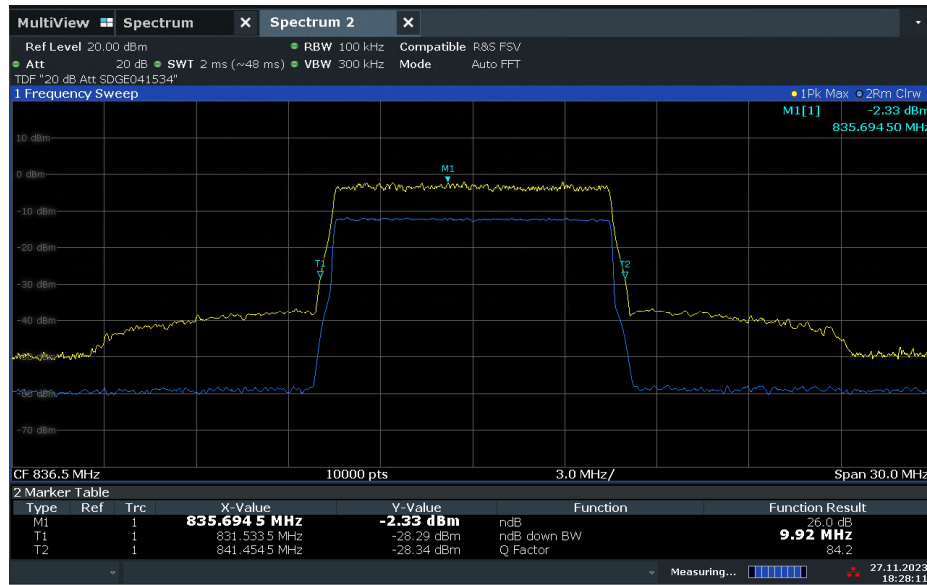 MultiView Spectrum X Spectrum 2 X
Ref Level 20.00 dBm RBW 100 kHz Compatible R&S FSV
Att 20 dB SWT 2 ms (~48 ms) VBW 300 kHz Mode Auto FFT
TDF "20 dB Att SDGE041534"
1 Frequency Sweep 1Pk Max 2Rm Clrw
M1[1] -2.33 dBm
835.69450 MHz
10 dBm
M1
0 dBm
-10 dBm
-20 dBm
T1 T2
-30 dBm
-40 dBm
-70 dBm
CF 836.5 MHz 10000 pts 3.0 MHz/ Span 30.0 MHz
2 Marker Table
Type Ref Trc X-Value Y-Value Function Function Result
M1 1 835.694 5 MHz -2.33 dBm ndB 26.0 dB
T1 1 831.533 5 MHz -28.29 dBm ndB down BW 9.92 MHz
T2 1 841.454 5 MHz -28.34 dBm Q Factor 84.2
Measuring... 27.11.2023
18:28:11